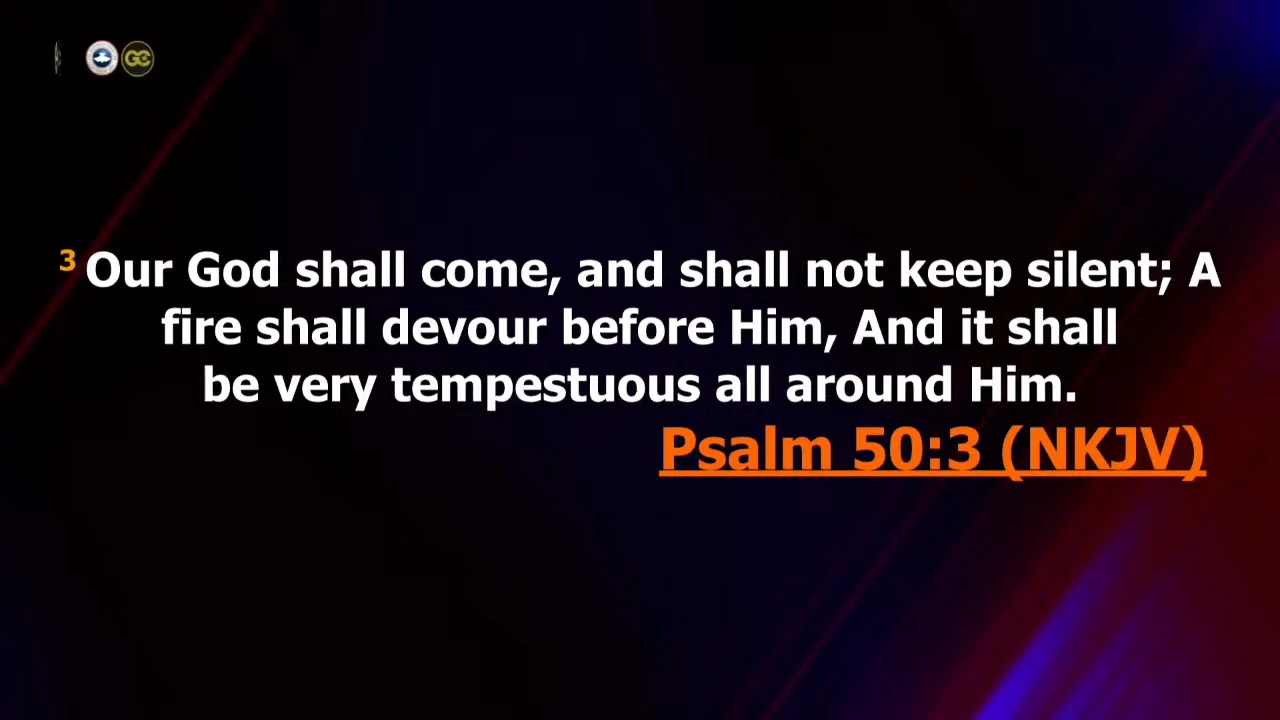 3 Our God shall come, and shall not keep silent; A
fire shall devour before Him, And it shall
be very tempestuous all around Him.
Psalm 50:3 (NKJV)